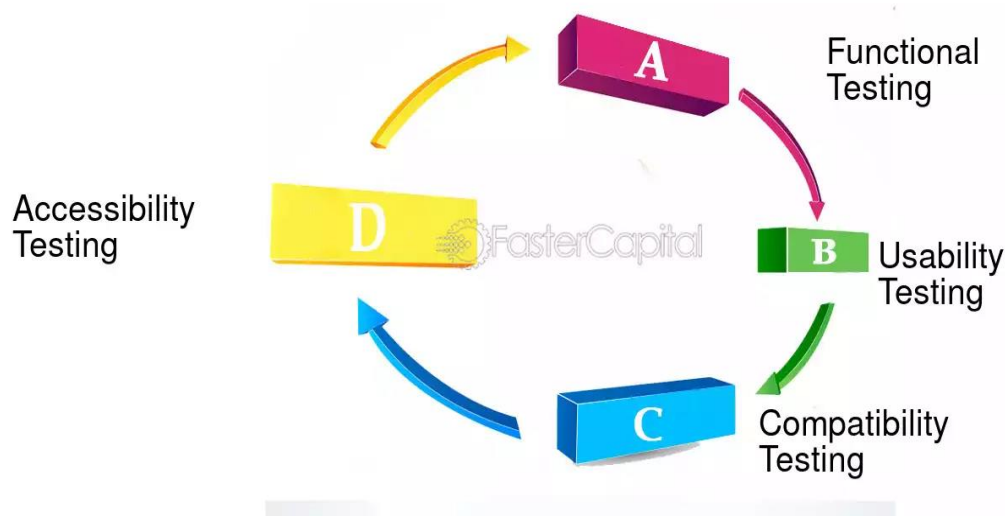 A
Functional
Testing
D
Accessibility
Testing
FasterCapital
B
Usability
Testing
C
Compatibility
Testing